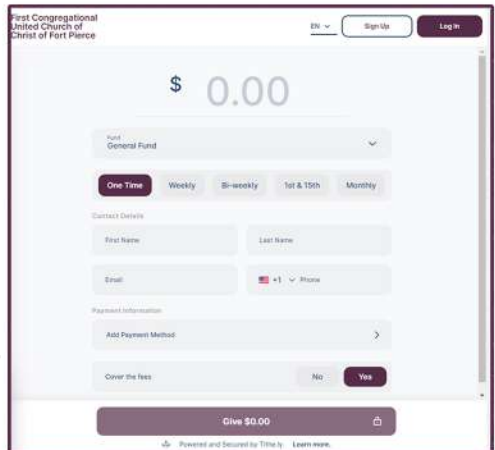 First Congregational
United Church of
Christ of Fort Pierce
EN
Sign Up
Log In
$ 0.00
Fund
General Fund
One Time
Weekly
Bi-weekly
1st & 15th
Monthly
Contact Details
First Name
Last Name
Email
+1
Phone
Payment Information
Add Payment Method
Cover the fees
No
Yes
Give $0.00
Powered and Secured by Tithe.ly. Learn more.